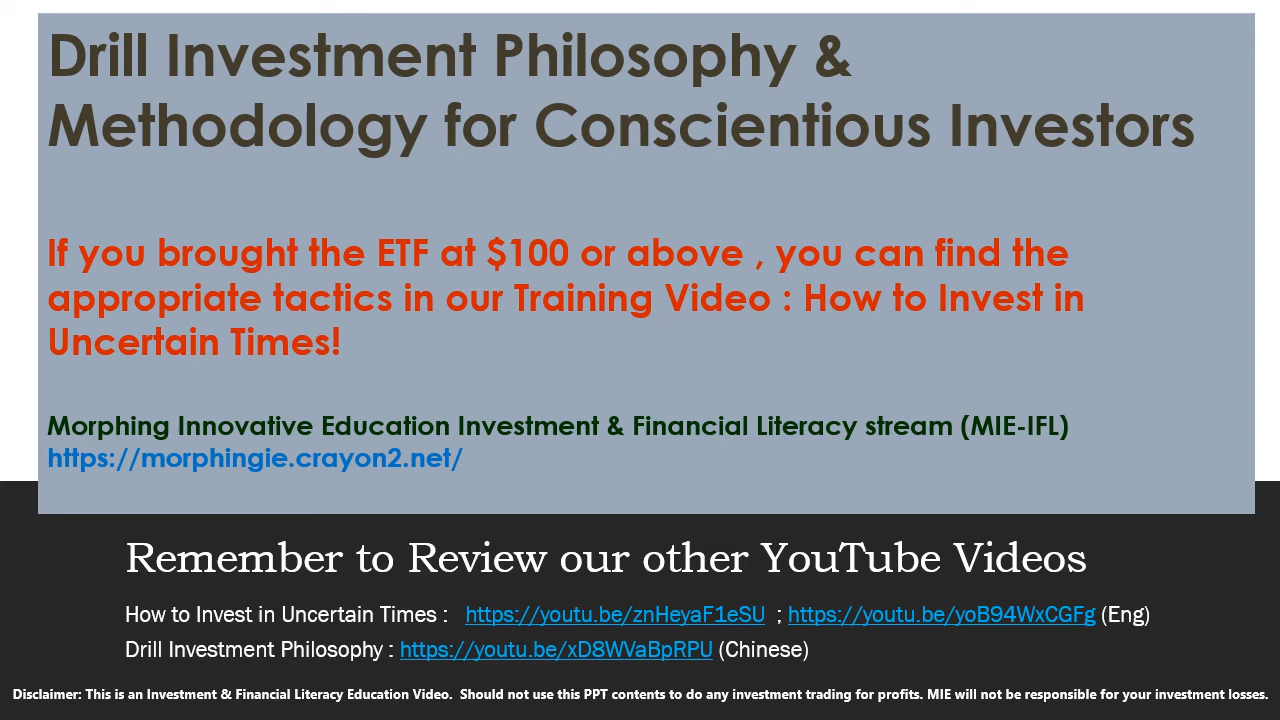 Drill Investment Philosophy &
Methodology for Conscientious Investors
If you brought the ETF at $100 or above , you can find the
appropriate tactics in our Training Video : How to Invest in
Uncertain Times!
Morphing Innovative Education Investment & Financial Literacy stream (MIE-IFL)
https://morphingie.crayon2.net/
Remember to Review our other YouTube Videos
How to Invest in Uncertain Times :   https://youtu.be/znHeyaF1eSU  ; https://youtu.be/yoB94WxCGFg (Eng)
Drill Investment Philosophy : https://youtu.be/xD8WVaBpRPU (Chinese)
Disclaimer: This is an Investment & Financial Literacy Education Video.  Should not use this PPT contents to do any investment trading for profits. MIE will not be responsible for your investment losses.